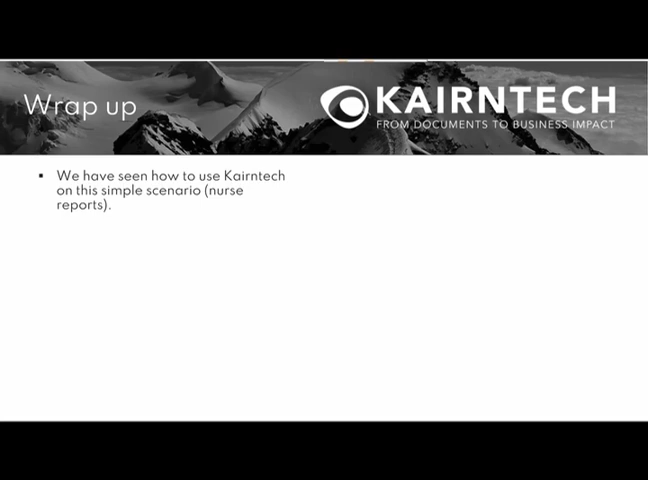 Wrap up
KAIRNTECH
FROM DOCUMENTS TO BUSINESS IMPACT
▪ We have seen how to use Kairntech
on this simple scenario (nurse
reports).